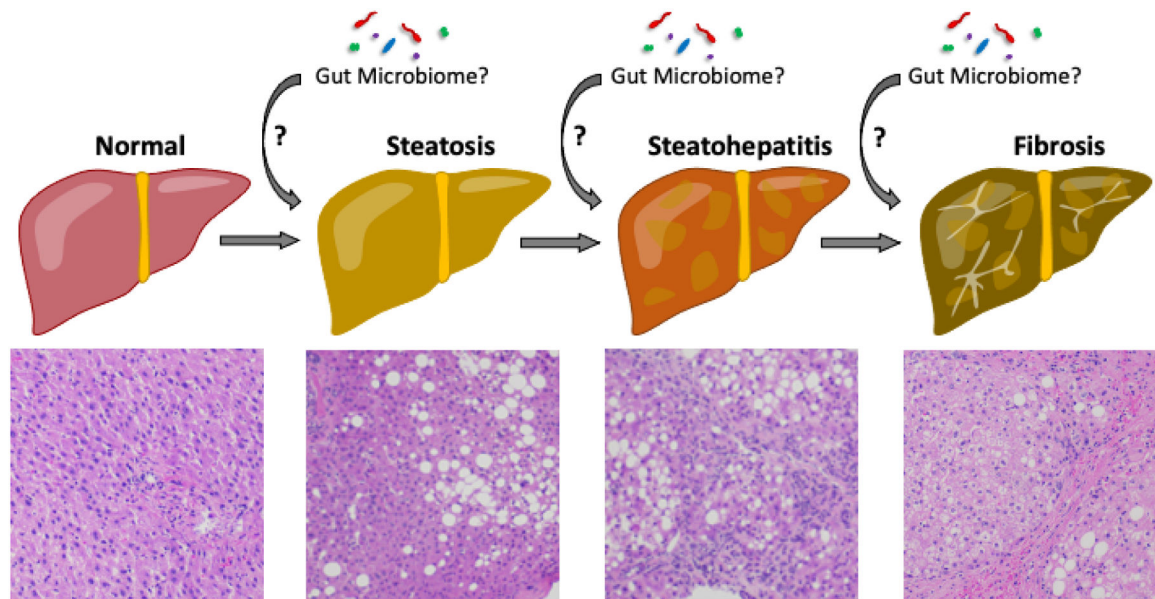 Gut Microbiome?
Gut Microbiome?
Gut Microbiome?
?
?
?
Normal
Steatosis
Steatohepatitis
Fibrosis